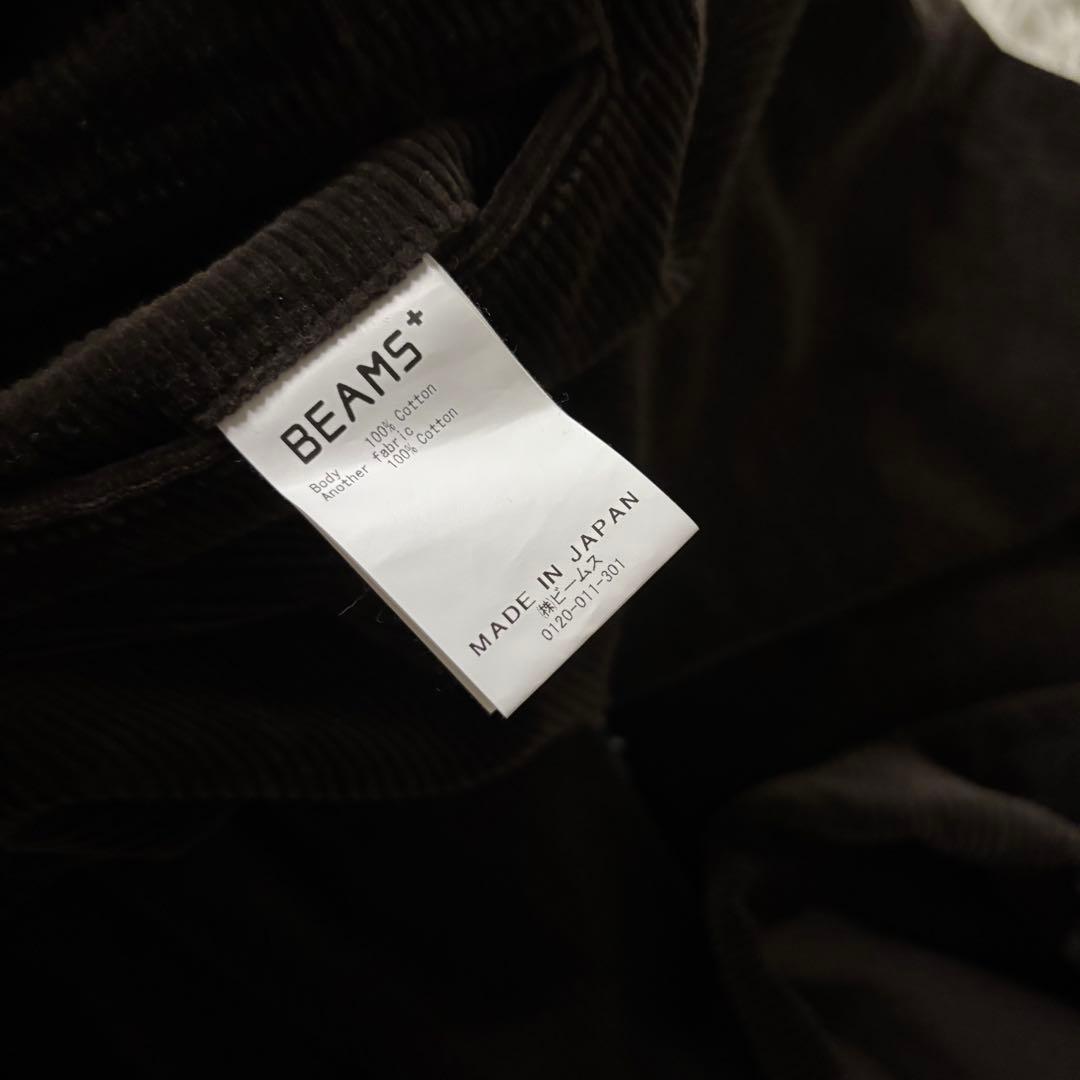 BEAMS+
Body 100% Cotton
Another fabric
100% Cotton
MADE IN JAPAN
㈱ビームス
0120-011-301